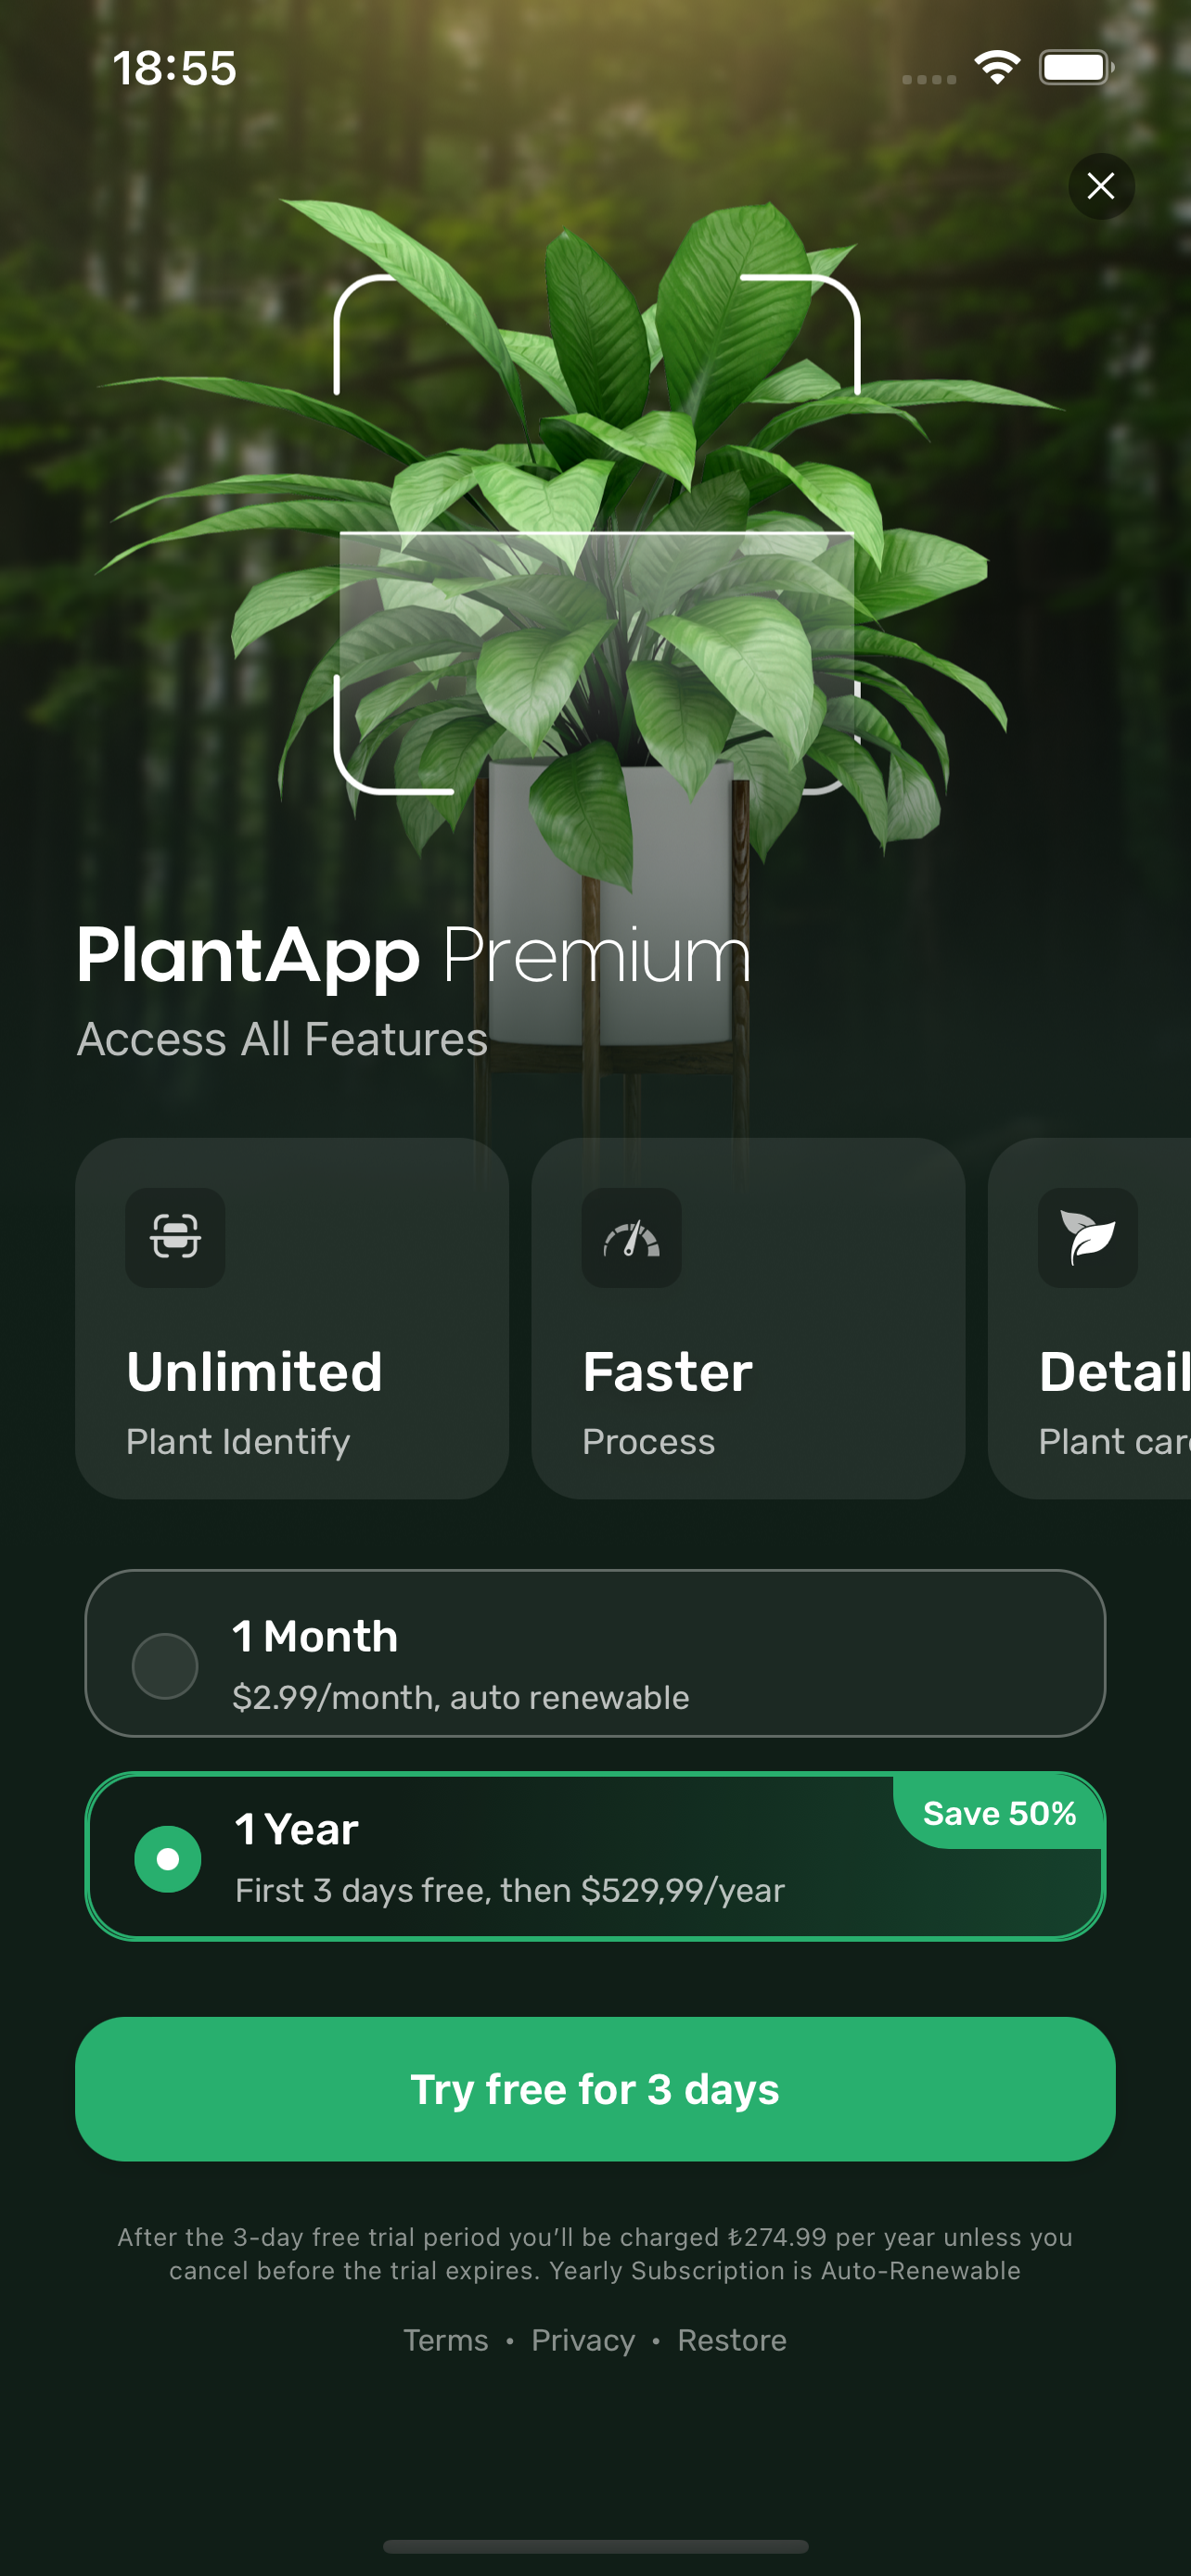 18:55
PlantApp Premium
Access All Features
Unlimited
Plant Identify
Faster
Process
Detail
Plant car
1 Month
$2.99/month, auto renewable
Save 50%
1 Year
First 3 days free, then $529,99/year
Try free for 3 days
After the 3-day free trial period you’ll be charged ₺274.99 per year unless you
cancel before the trial expires. Yearly Subscription is Auto-Renewable
Terms • Privacy • Restore